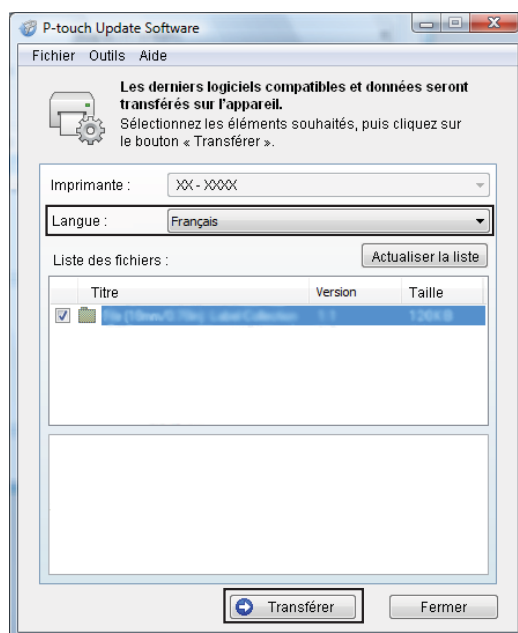 P-touch Update Software
Fichier Outils Aide
Les derniers logiciels compatibles et données seront
transférés sur l'appareil.
Sélectionnez les éléments souhaités, puis cliquez sur
le bouton « Transférer ».
Imprimante : XX - XXXX
Langue : Français
Liste des fichiers : Actualiser la liste
Titre Version Taille
Transférer Fermer